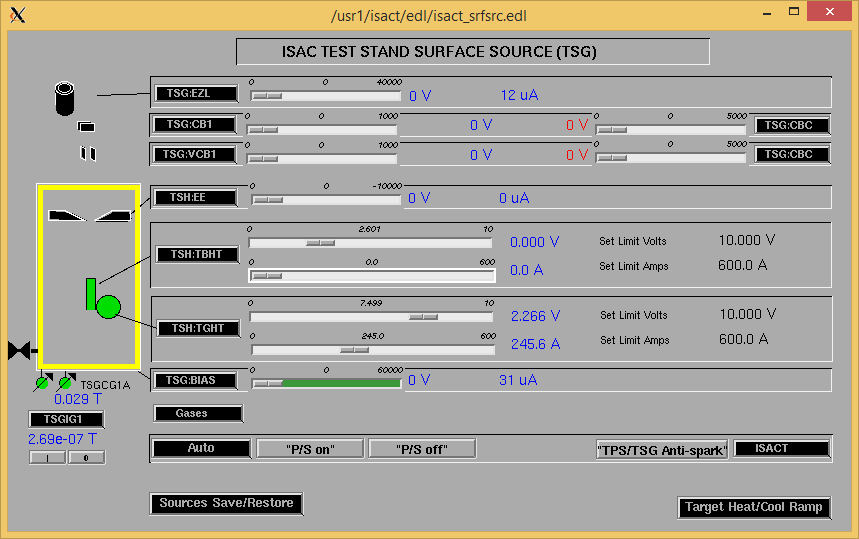 /usr1/isact/edl/isact_srfsrc.edl
ISAC TEST STAND SURFACE SOURCE (TSG)
TSG:EZL 0 0 40000 0 V 12 uA
TSG:CB1 0 1000 0 V 0 V 0 5000 TSG:CBC
TSG:VCB1 0 1000 0 V 0 V 0 5000 TSG:CBC
TSH:EE 0 0 -10000 0 V 0 uA
TSH:TBHT
0 2.601 10 0.000 V Set Limit Volts 10.000 V
0 0.0 600 0.0 A Set Limit Amps 600.0 A
TSH:TGHT
0 7.499 10 2.266 V Set Limit Volts 10.000 V
0 245.0 600 245.6 A Set Limit Amps 600.0 A
TSG:BIAS 0 0 60000 0 V 31 uA
TSGCG1A
0.029 T
TSGIG1
2.69e-07 T
I 0
Gases
Auto "P/S on" "P/S off" "TPS/TSG Anti-spark" ISACT
Sources Save/Restore Target Heat/Cool Ramp